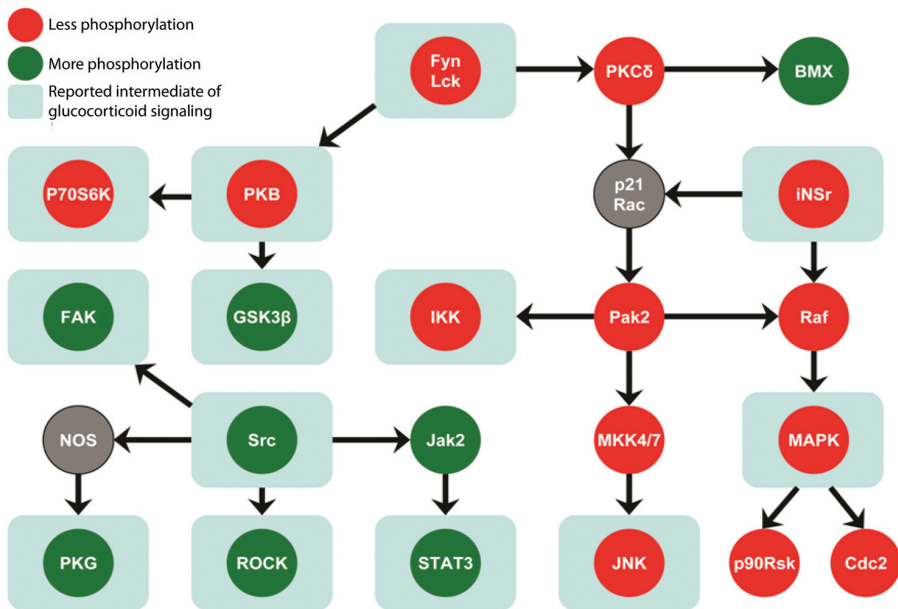 Less phosphorylation
More phosphorylation
Reported intermediate of
glucocorticoid signaling
Fyn
Lck
PKCδ
BMX
P70S6K
PKB
p21
Rac
iNSr
FAK
GSK3β
IKK
Pak2
Raf
NOS
Src
Jak2
MKK4/7
MAPK
PKG
ROCK
STAT3
JNK
p90Rsk
Cdc2